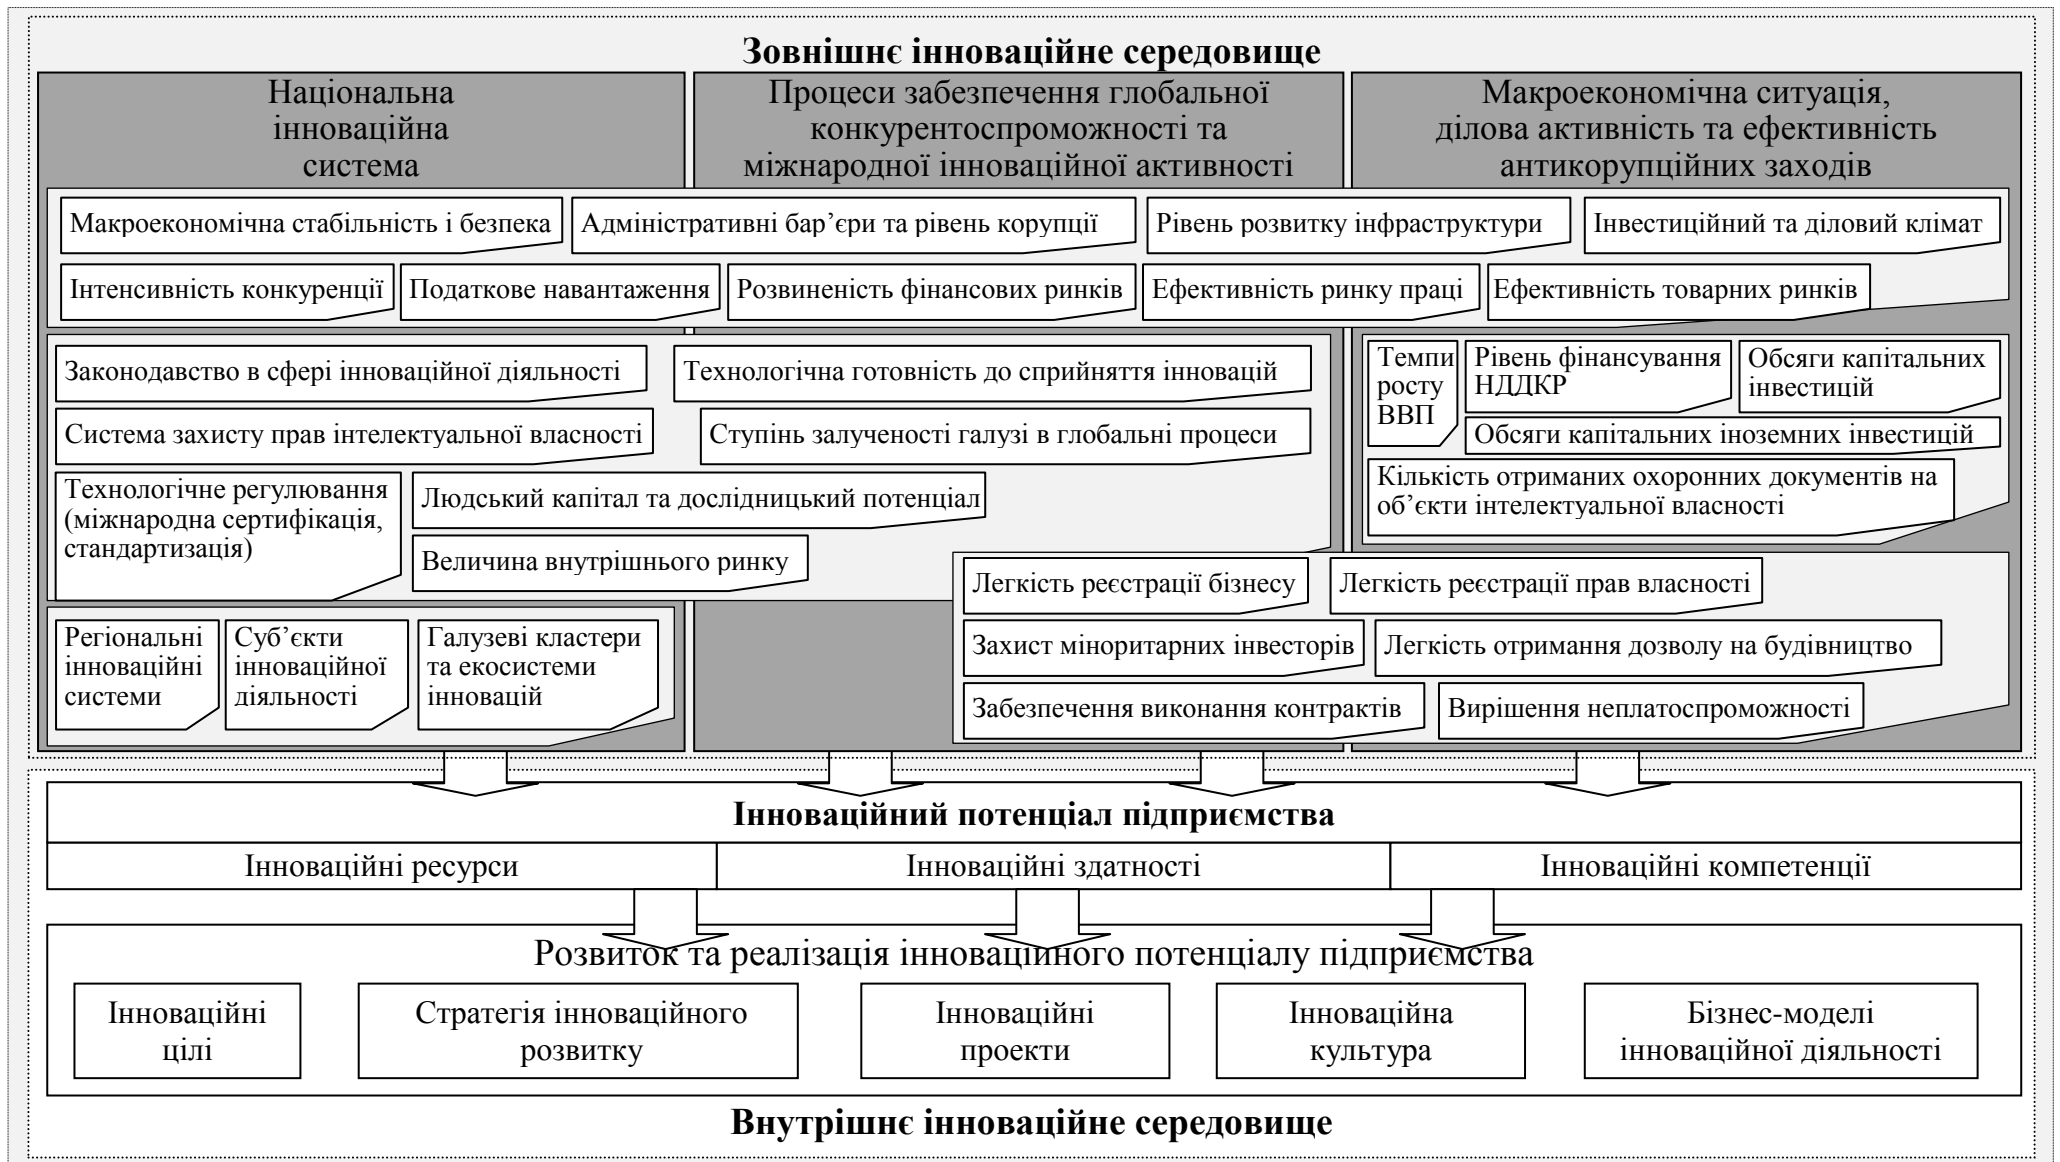 Зовнішнє інноваційне середовище
Національна
інноваційна
система
Процеси забезпечення глобальної
конкурентоспроможності та
міжнародної інноваційної активності
Макроекономічна ситуація,
ділова активність та ефективність
антикорупційних заходів
Макроекономічна стабільність і безпека
Адміністративні бар’єри та рівень корупції
Рівень розвитку інфраструктури
Інвестиційний та діловий клімат
Інтенсивність конкуренції
Податкове навантаження
Розвиненість фінансових ринків
Ефективність ринку праці
Ефективність товарних ринків
Законодавство в сфері інноваційної діяльності
Технологічна готовність до сприйняття інновацій
Система захисту прав інтелектуальної власності
Ступінь залученості галузі в глобальні процеси
Технологічне регулювання
(міжнародна сертифікація,
стандартизація)
Людський капітал та дослідницький потенціал
Величина внутрішнього ринку
Темпи
росту
ВВП
Рівень фінансування
НДДКР
Обсяги капітальних
інвестицій
Обсяги капітальних іноземних інвестицій
Кількість отриманих охоронних документів на
об’єкти інтелектуальної власності
Регіональні
інноваційні
системи
Суб’єкти
інноваційної
діяльності
Галузеві кластери
та екосистеми
інновацій
Легкість реєстрації бізнесу
Легкість реєстрації прав власності
Захист міноритарних інвесторів
Легкість отримання дозволу на будівництво
Забезпечення виконання контрактів
Вирішення неплатоспроможності
Інноваційний потенціал підприємства
Інноваційні ресурси
Інноваційні здатності
Інноваційні компетенції
Розвиток та реалізація інноваційного потенціалу підприємства
Інноваційні
цілі
Стратегія інноваційного
розвитку
Інноваційні
проекти
Інноваційна
культура
Бізнес-моделі
інноваційної діяльності
Внутрішнє інноваційне середовище